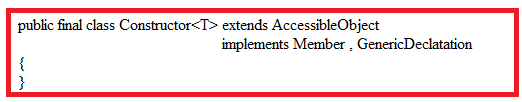 public final class Constructor<T> extends AccessibleObject
implements Member , GenericDeclatation
{
}